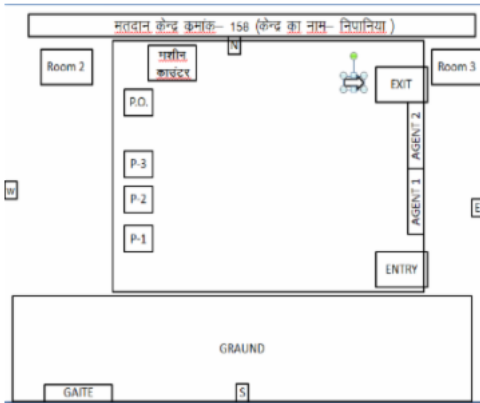 मतदान केन्द्र क्रमांक– 158 (केन्द्र का नाम– निपानिया )
N
Room 2
मशीन
काउंटर
EXIT
Room 3
P.O.
AGENT 2
P-3
W
P-2
AGENT 1
E
P-1
ENTRY
GRAUND
GAITE
S